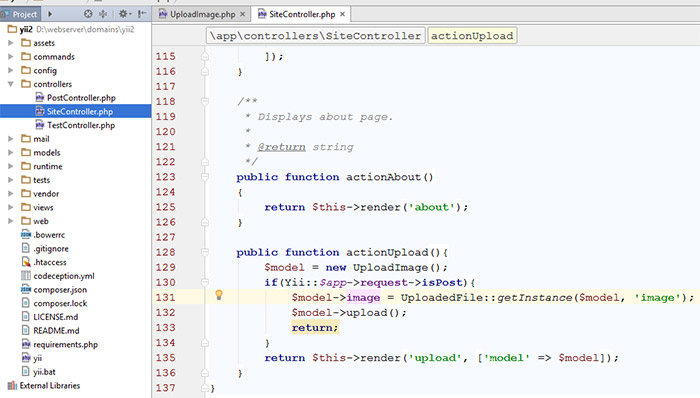 Project
yii2 D:\webserver\domains\yii2
assets
commands
config
controllers
PostController.php
SiteController.php
TestController.php
mail
models
runtime
tests
vendor
views
web
.bowerrc
.gitignore
.htaccess
codeception.yml
composer.json
composer.lock
LICENSE.md
README.md
requirements.php
yii
yii.bat
External Libraries
UploadImage.php × SiteController.php ×
\app\controllers\SiteController actionUpload
115 ]);
116 }
117
118 /**
119 * Displays about page.
120 *
121 * @return string
122 */
123 public function actionAbout()
124 {
125 return $this->render('about');
126 }
127
128 public function actionUpload(){
129 $model = new UploadImage();
130 if(Yii::$app->request->isPost){
131 $model->image = UploadedFile::getInstance($model, 'image');
132 $model->upload();
133 return;
134 }
135 return $this->render('upload', ['model' => $model]);
136 }
137 }